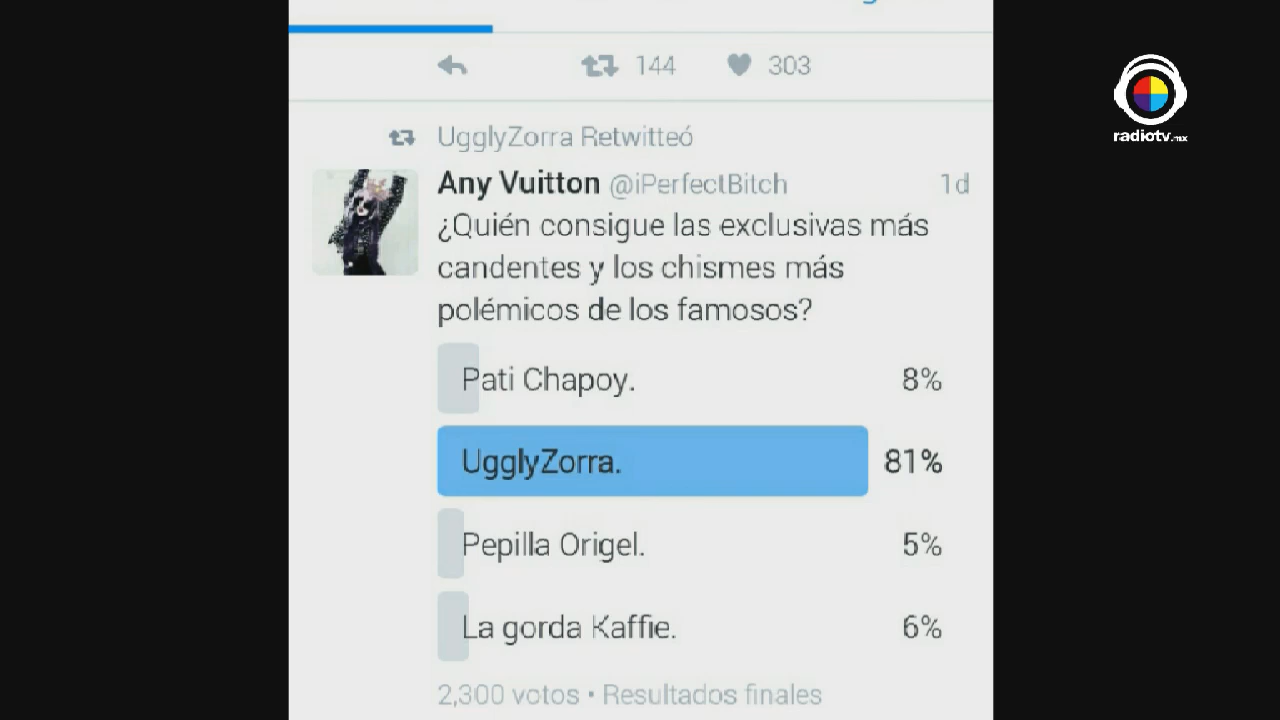 144 303
radiotv.mx
UgglyZorra Retwitteó
Any Vuitton @iPerfectBitch 1d
¿Quién consigue las exclusivas más
candentes y los chismes más
polémicos de los famosos?
Pati Chapoy. 8%
UgglyZorra. 81%
Pepilla Origel. 5%
La gorda Kaffie. 6%
2,300 votos • Resultados finales